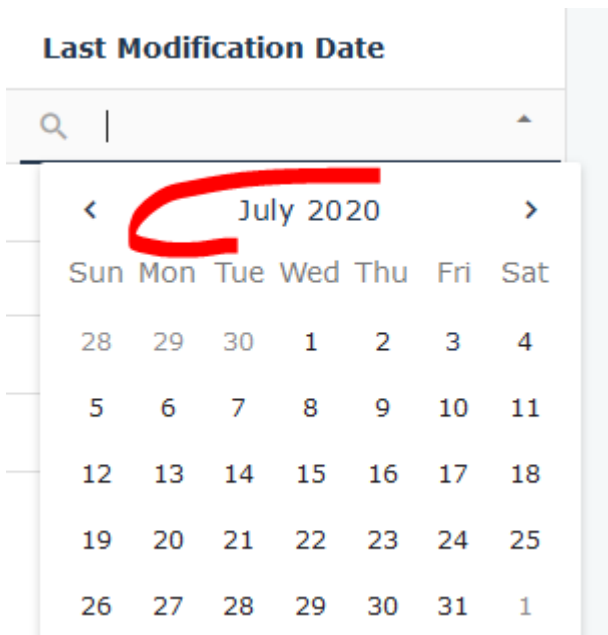 Last Modification Date
July 2020
Sun Mon Tue Wed Thu Fri Sat
28 29 30 1 2 3 4
5 6 7 8 9 10 11
12 13 14 15 16 17 18
19 20 21 22 23 24 25
26 27 28 29 30 31 1